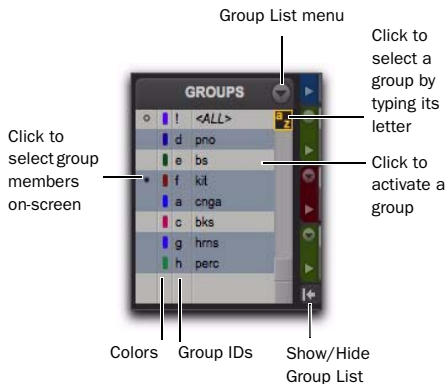 Group List menu
Click to
select a
group by
typing its
letter
GROUPS
! <ALL>
a
z
d pno
e bs
f kit
a cnga
c bks
g hrns
h perc
Click to
select group
members
on-screen
Click to
activate a
group
Colors
Group IDs
Show/Hide
Group List